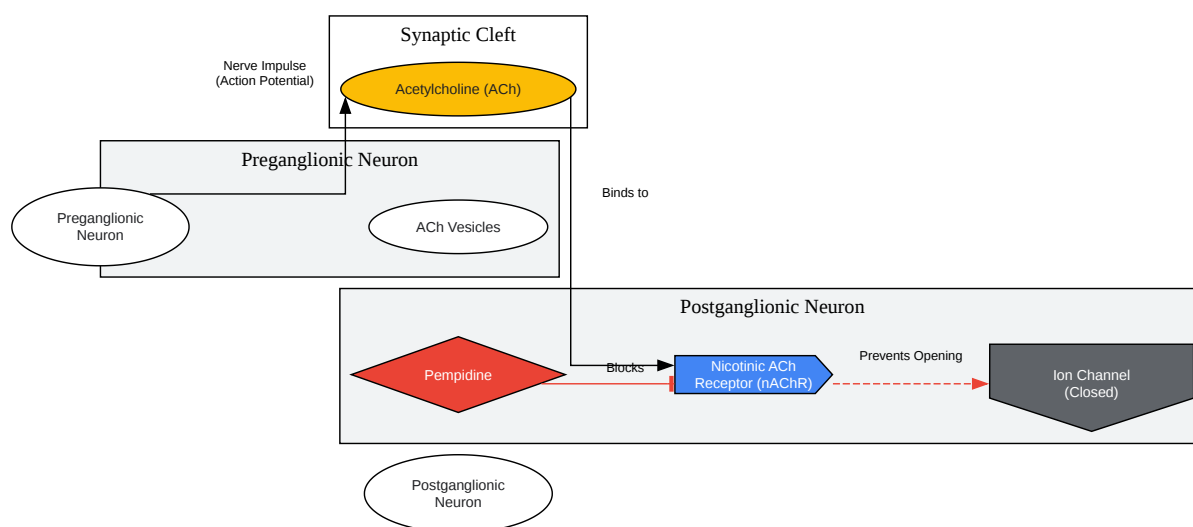 Synaptic Cleft
Nerve Impulse
(Action Potential)
Acetylcholine (ACh)
Preganglionic Neuron
Binds to
Preganglionic
Neuron
ACh Vesicles
Postganglionic Neuron
Pempidine
Blocks
Nicotinic ACh
Receptor (nAChR)
Prevents Opening
Ion Channel
(Closed)
Postganglionic
Neuron